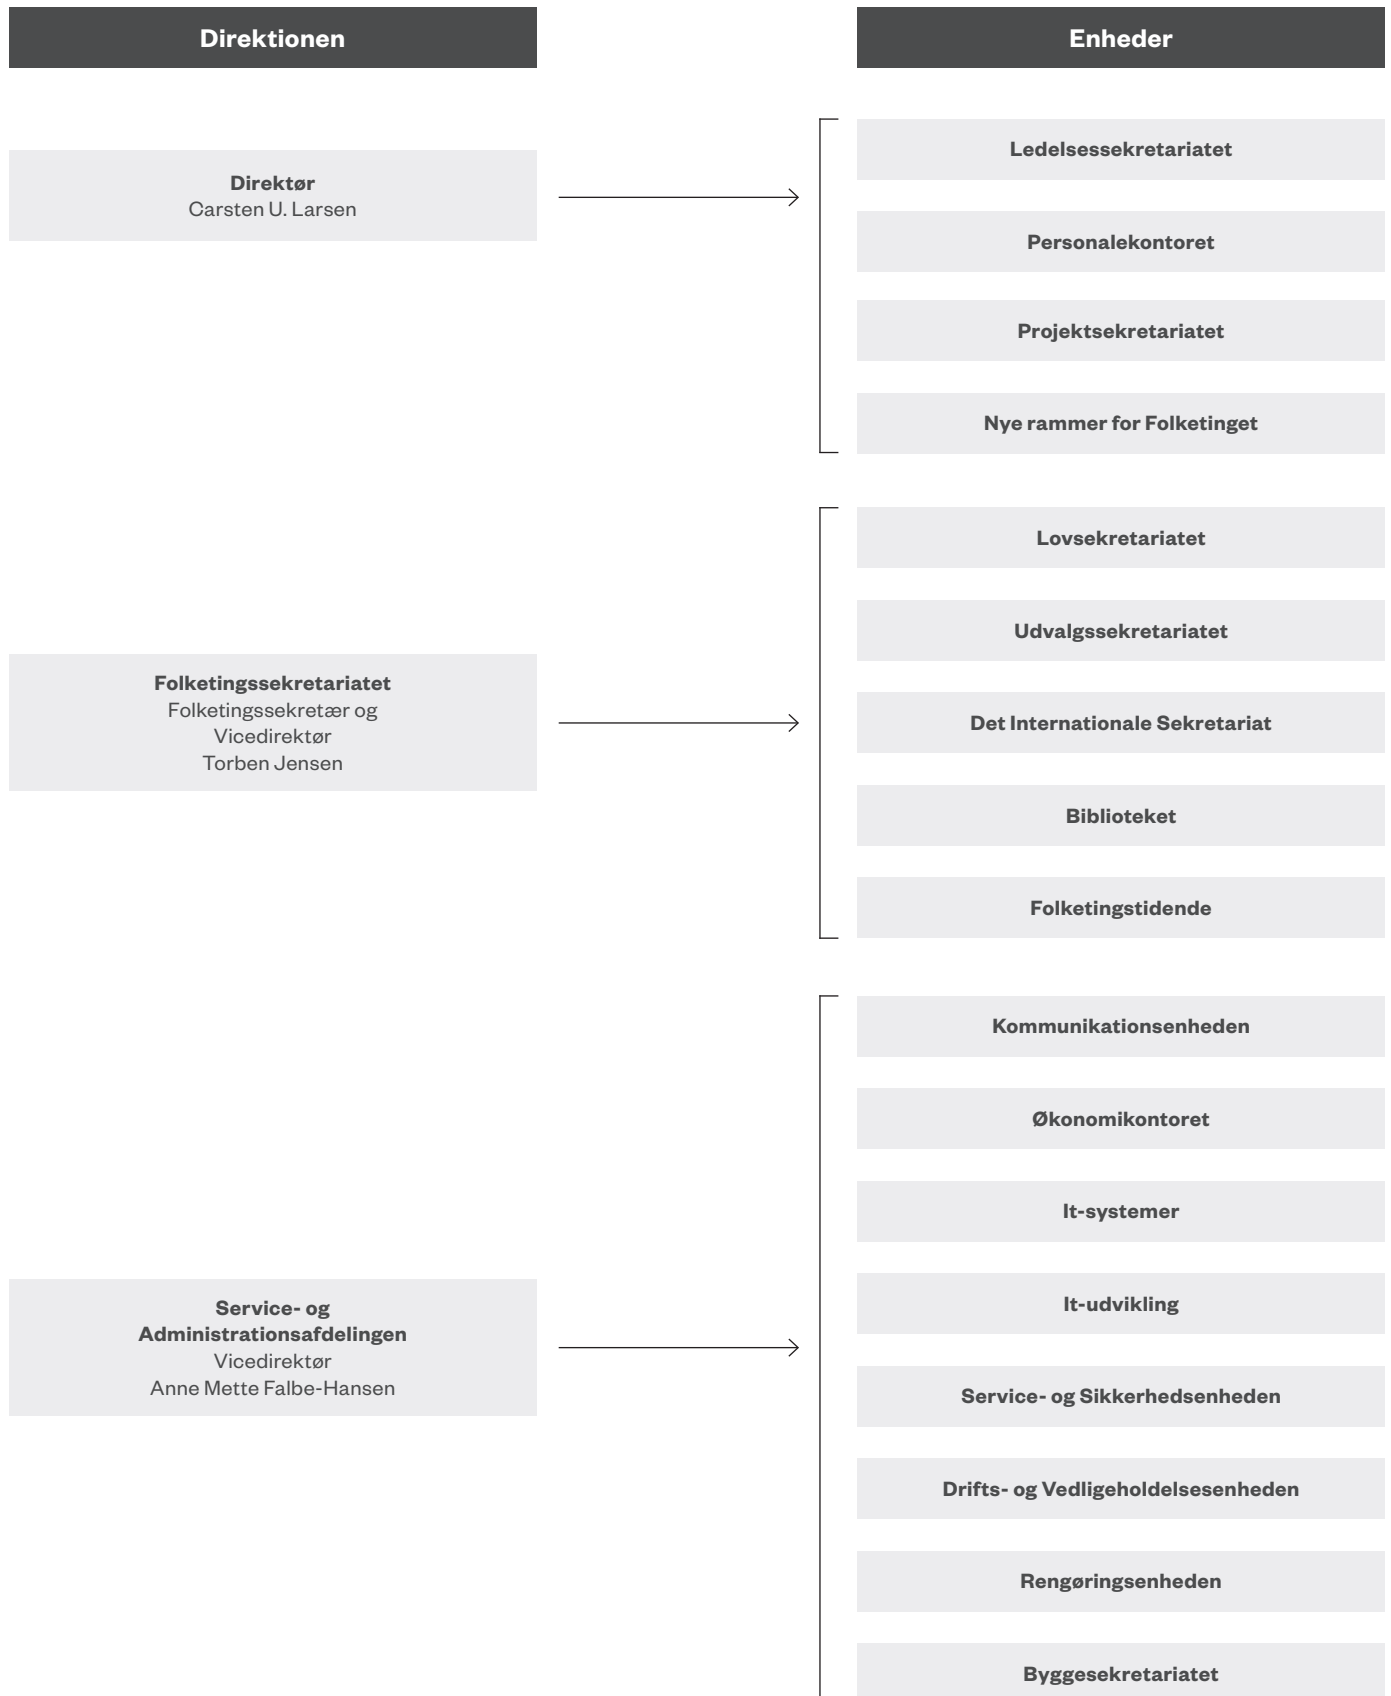 Direktionen
Enheder
Direktør
Carsten U. Larsen
Ledelsessekretariatet
Personalekontoret
Projektsekretariatet
Nye rammer for Folketinget
Folketingssekretariatet
Folketingssekretær og
Vicedirektør
Torben Jensen
Lovsekretariatet
Udvalgssekretariatet
Det Internationale Sekretariat
Biblioteket
Folketingstidende
Service- og
Administrationsafdelingen
Vicedirektør
Anne Mette Falbe-Hansen
Kommunikationsenheden
Økonomikontoret
It-systemer
It-udvikling
Service- og Sikkerhedsenheden
Drifts- og Vedligeholdelsesenheden
Rengøringsenheden
Byggesekretariatet